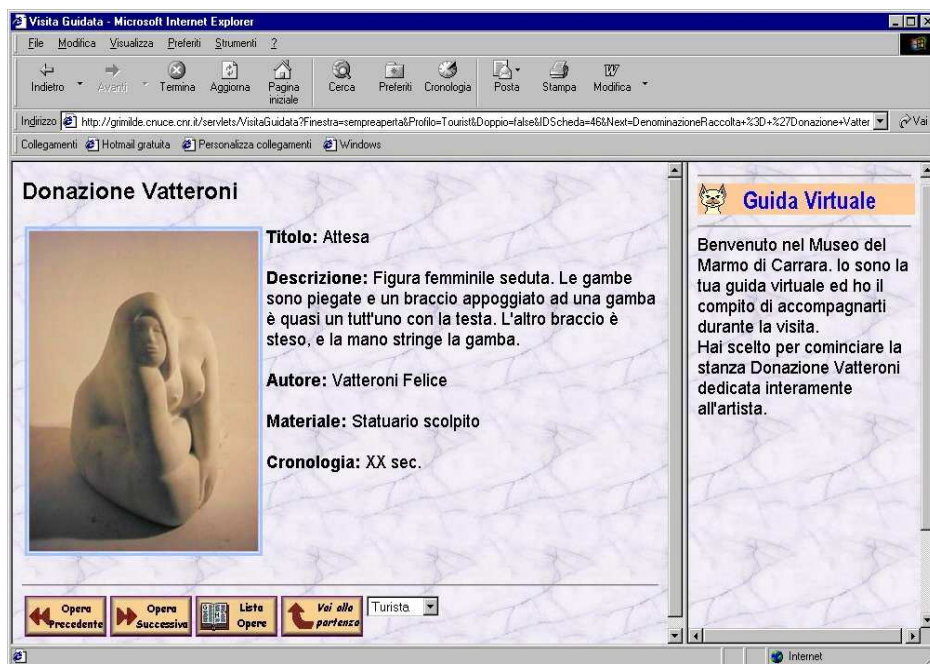 Visita Guidata - Microsoft Internet Explorer
File Modifica Visualizza Preferiti Strumenti ?
Indietro Avanti Termina Aggiorna Pagina iniziale Cerca Preferiti Cronologia Posta Stampa Modifica
Indirizzo http://grimilde.cnuce.cnr.it/servlets/VisitaGuidata?Finestra=sempreaperta&Profilo=Tourist&Doppio=false&IDScheda=46&Next=DenominazioneRaccolta+%3D+%27Donazione+Vatter Vai
Collegamenti Hotmail gratuita Personalizza collegamenti Windows
Donazione Vatteroni
Titolo: Attesa
Descrizione: Figura femminile seduta. Le gambe
sono piegate e un braccio appoggiato ad una gamba
è quasi un tutt'uno con la testa. L'altro braccio è
steso, e la mano stringe la gamba.
Autore: Vatteroni Felice
Materiale: Statuario scolpito
Cronologia: XX sec.
Opera
Precedente
Opera
Successiva
Lista
Opere
Vai alla
partenza
Turista
Guida Virtuale
Benvenuto nel Museo del
Marmo di Carrara. Io sono la
tua guida virtuale ed ho il
compito di accompagnarti
durante la visita.
Hai scelto per cominciare la
stanza Donazione Vatteroni
dedicata interamente
all'artista.
Internet